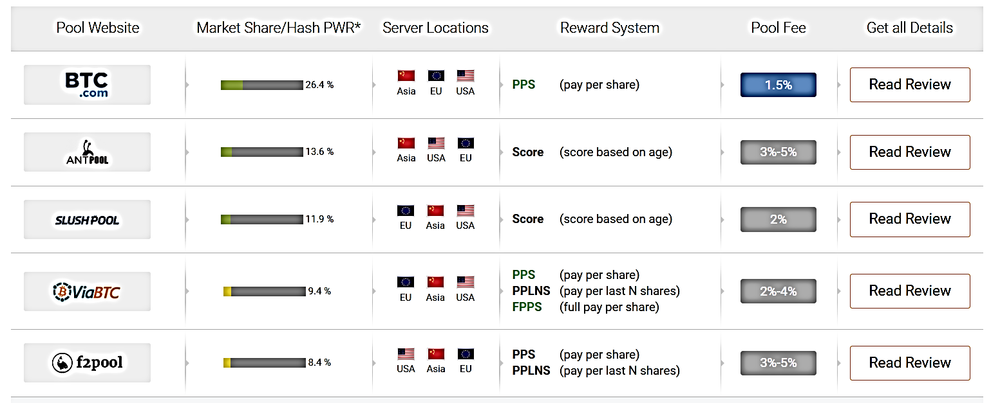 Pool Website Market Share/Hash PWR* Server Locations Reward System Pool Fee Get all Details
BTC
.com
26.4 %
Asia EU USA
PPS (pay per share)
1.5%
Read Review
ANTPOOL
13.6 %
Asia USA EU
Score (score based on age)
3%-5%
Read Review
SLUSHPOOL
11.9 %
EU Asia USA
Score (score based on age)
2%
Read Review
ViaBTC
9.4 %
EU Asia USA
PPS (pay per share)
PPLNS (pay per last N shares)
FPPS (full pay per share)
2%-4%
Read Review
f2pool
8.4 %
USA Asia EU
PPS (pay per share)
PPLNS (pay per last N shares)
3%-5%
Read Review